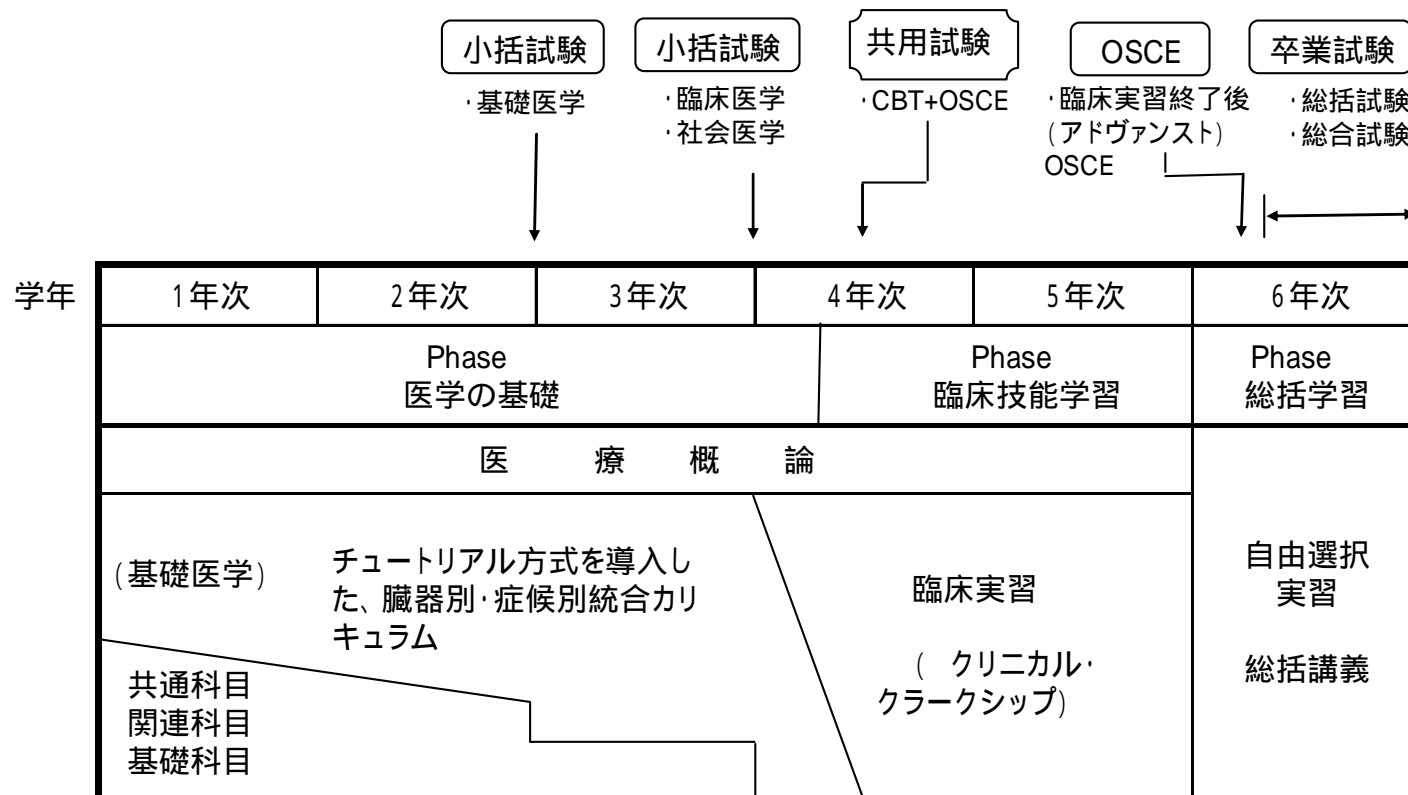 小括試験
・基礎医学
小括試験
・臨床医学
・社会医学
共用試験
・CBT+OSCE
OSCE
・臨床実習終了後
(アドヴァンスト)
OSCE
卒業試験
・総括試験
・総合試験
学年 1年次 2年次 3年次 4年次 5年次 6年次
Phase
医学の基礎
Phase
臨床技能学習
Phase
総括学習
医 療 概 論
(基礎医学)
チュートリアル方式を導入し
た、臓器別・症候別統合カリ
キュラム
臨床実習
( クリニカル・
クラークシップ)
自由選択
実習
総括講義
共通科目
関連科目
基礎科目